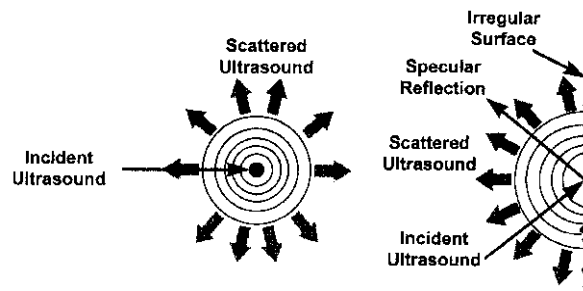 Scattered
Ultrasound
Incident
Ultrasound
Irregular
Surface
Specular
Reflection
Scattered
Ultrasound
Incident
Ultrasound